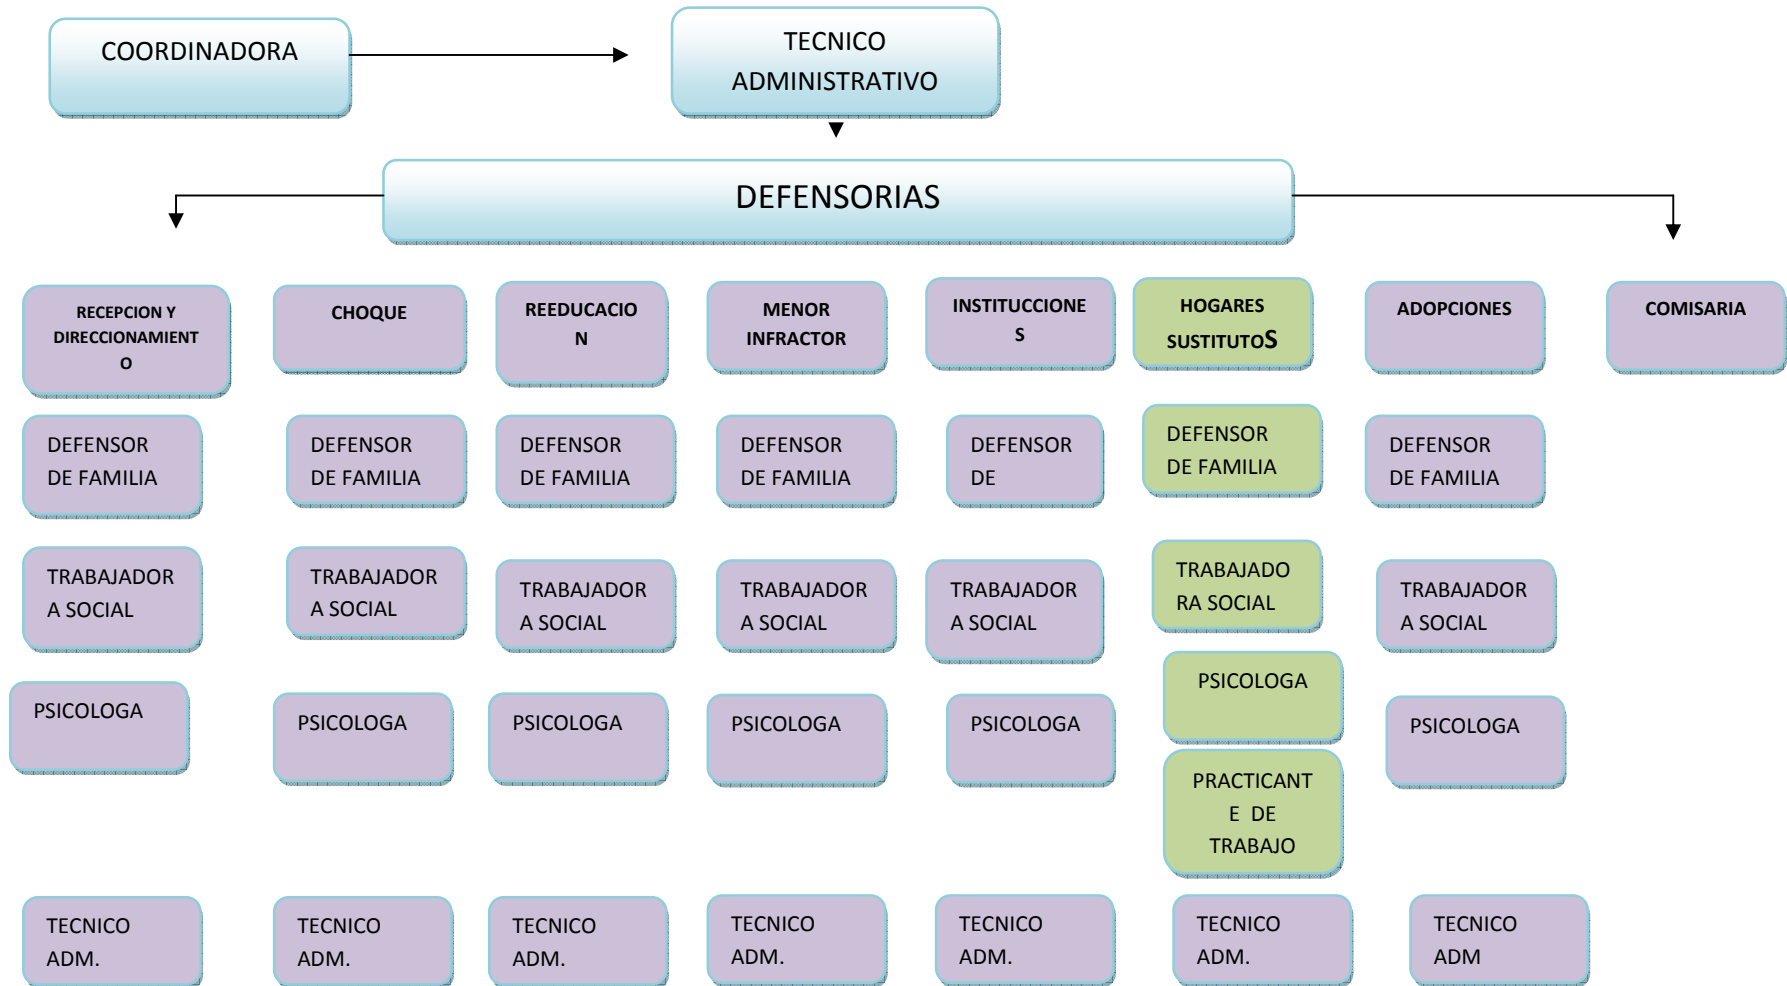 COORDINADORA
TECNICO
ADMINISTRATIVO
DEFENSORIAS
RECEPCION Y
DIRECCIONAMIENT
O
CHOQUE
REEDUCACIO
N
MENOR
INFRACTOR
INSTITUCCIONE
S
HOGARES
SUSTITUTOS
ADOPCIONES
COMISARIA
DEFENSOR
DE FAMILIA
DEFENSOR
DE FAMILIA
DEFENSOR
DE FAMILIA
DEFENSOR
DE FAMILIA
DEFENSOR
DE
DEFENSOR
DE FAMILIA
DEFENSOR
DE FAMILIA
TRABAJADOR
A SOCIAL
TRABAJADOR
A SOCIAL
TRABAJADOR
A SOCIAL
TRABAJADOR
A SOCIAL
TRABAJADOR
A SOCIAL
TRABAJADO
RA SOCIAL
TRABAJADOR
A SOCIAL
PSICOLOGA
PSICOLOGA
PSICOLOGA
PSICOLOGA
PSICOLOGA
PSICOLOGA
PSICOLOGA
PRACTICANT
E DE
TRABAJO
TECNICO
ADM.
TECNICO
ADM.
TECNICO
ADM.
TECNICO
ADM.
TECNICO
ADM.
TECNICO
ADM.
TECNICO
ADM